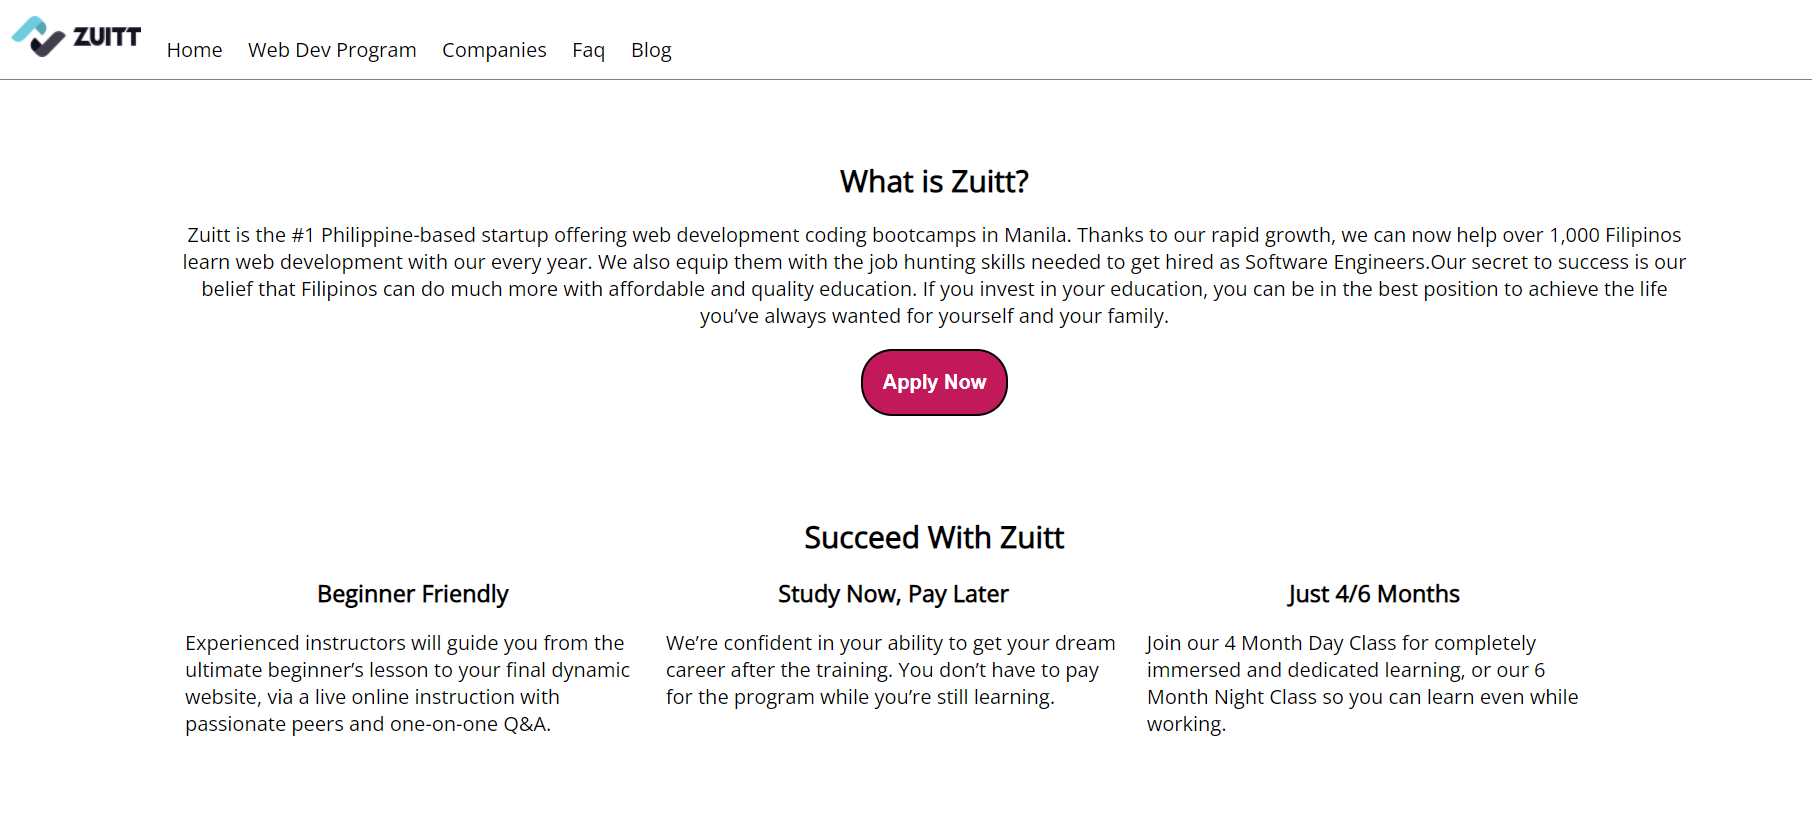 ZUITT
Home Web Dev Program Companies Faq Blog
What is Zuitt?
Zuitt is the #1 Philippine-based startup offering web development coding bootcamps in Manila. Thanks to our rapid growth, we can now help over 1,000 Filipinos
learn web development with our every year. We also equip them with the job hunting skills needed to get hired as Software Engineers.Our secret to success is our
belief that Filipinos can do much more with affordable and quality education. If you invest in your education, you can be in the best position to achieve the life
you’ve always wanted for yourself and your family.
Apply Now
Succeed With Zuitt
Beginner Friendly
Experienced instructors will guide you from the
ultimate beginner’s lesson to your final dynamic
website, via a live online instruction with
passionate peers and one-on-one Q&A.
Study Now, Pay Later
We’re confident in your ability to get your dream
career after the training. You don’t have to pay
for the program while you’re still learning.
Just 4/6 Months
Join our 4 Month Day Class for completely
immersed and dedicated learning, or our 6
Month Night Class so you can learn even while
working.